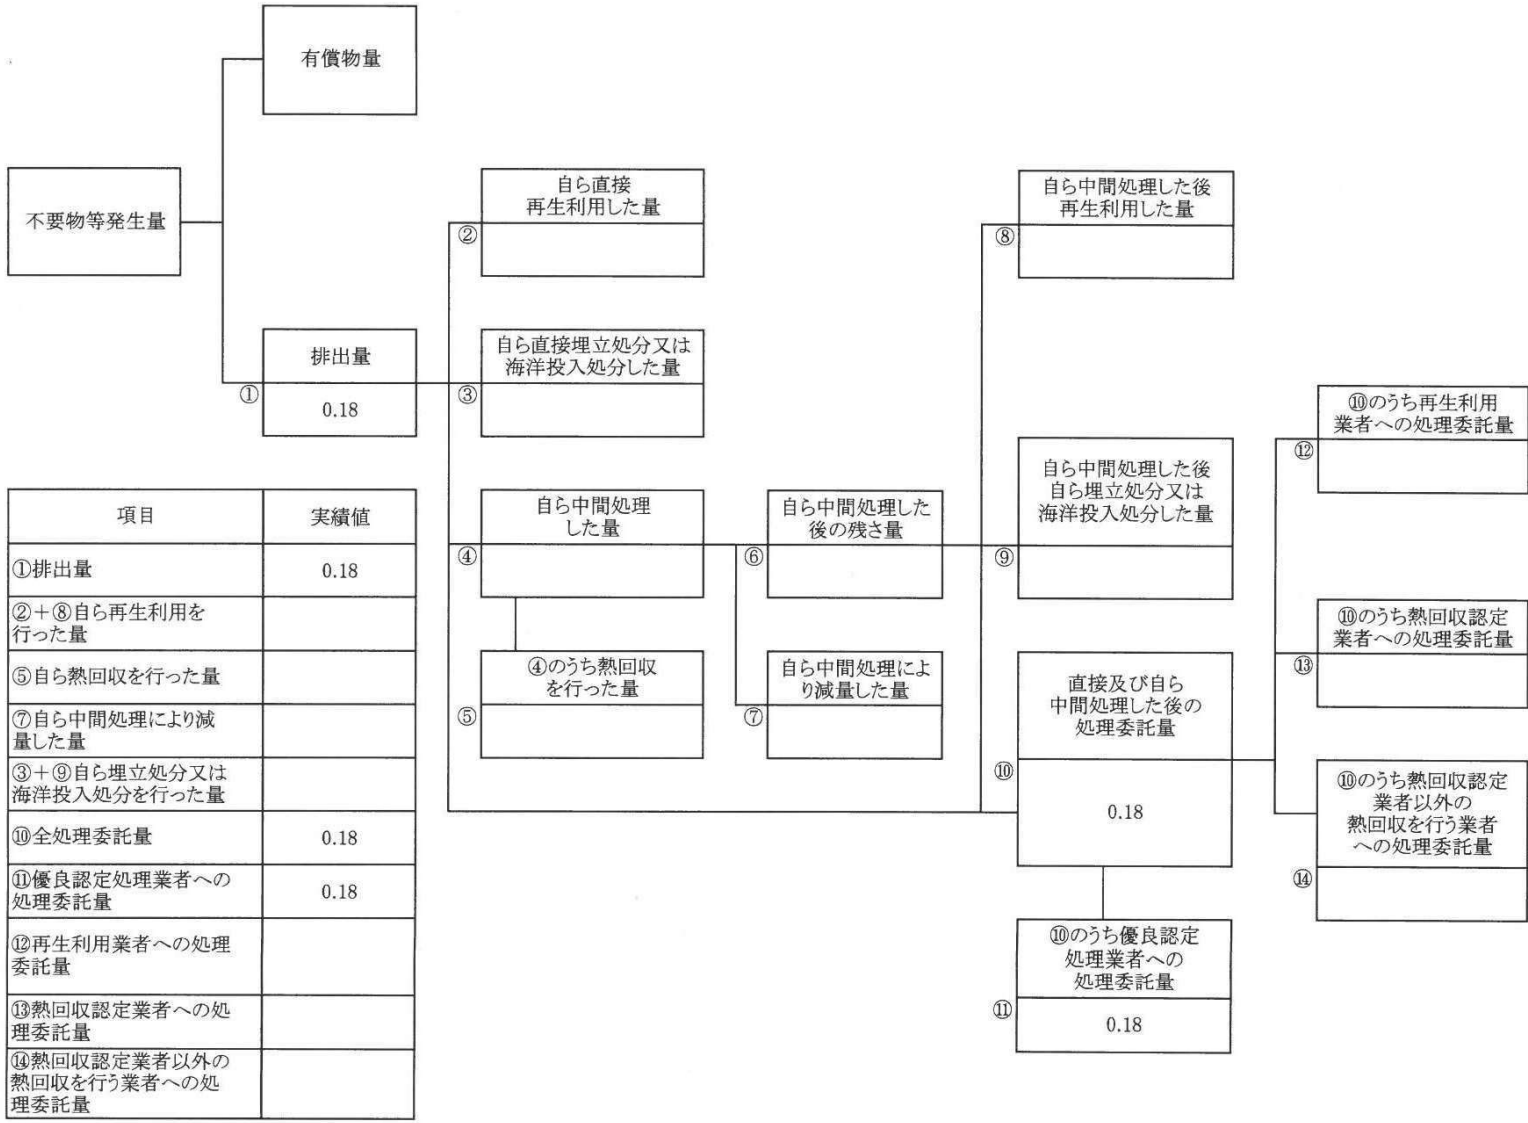 有償物量
不要物等発生量
排出量
①
0.18
自ら直接
再生利用した量
②
自ら直接埋立処分又は
海洋投入処分した量
③
自ら中間処理
した量
④
④のうち熱回収
を行った量
⑤
自ら中間処理した
後の残さ量
⑥
自ら中間処理によ
り減量した量
⑦
自ら中間処理した後
再生利用した量
⑧
自ら中間処理した後
自ら埋立処分又は
海洋投入処分した量
⑨
直接及び自ら
中間処理した後の
処理委託量
⑩
0.18
⑩のうち優良認定
処理業者への
処理委託量
⑪
0.18
⑩のうち再生利用
業者への処理委託量
⑫
⑩のうち熱回収認定
業者への処理委託量
⑬
⑩のうち熱回収認定
業者以外の
熱回収を行う業者
への処理委託量
⑭
項目 実績値
①排出量 0.18
②＋⑧自ら再生利用を
行った量
⑤自ら熱回収を行った量
⑦自ら中間処理により減
量した量
③＋⑨自ら埋立処分又は
海洋投入処分を行った量
⑩全処理委託量 0.18
⑪優良認定処理業者への
処理委託量 0.18
⑫再生利用業者への処理
委託量
⑬熱回収認定業者への処
理委託量
⑭熱回収認定業者以外の
熱回収を行う業者への処
理委託量